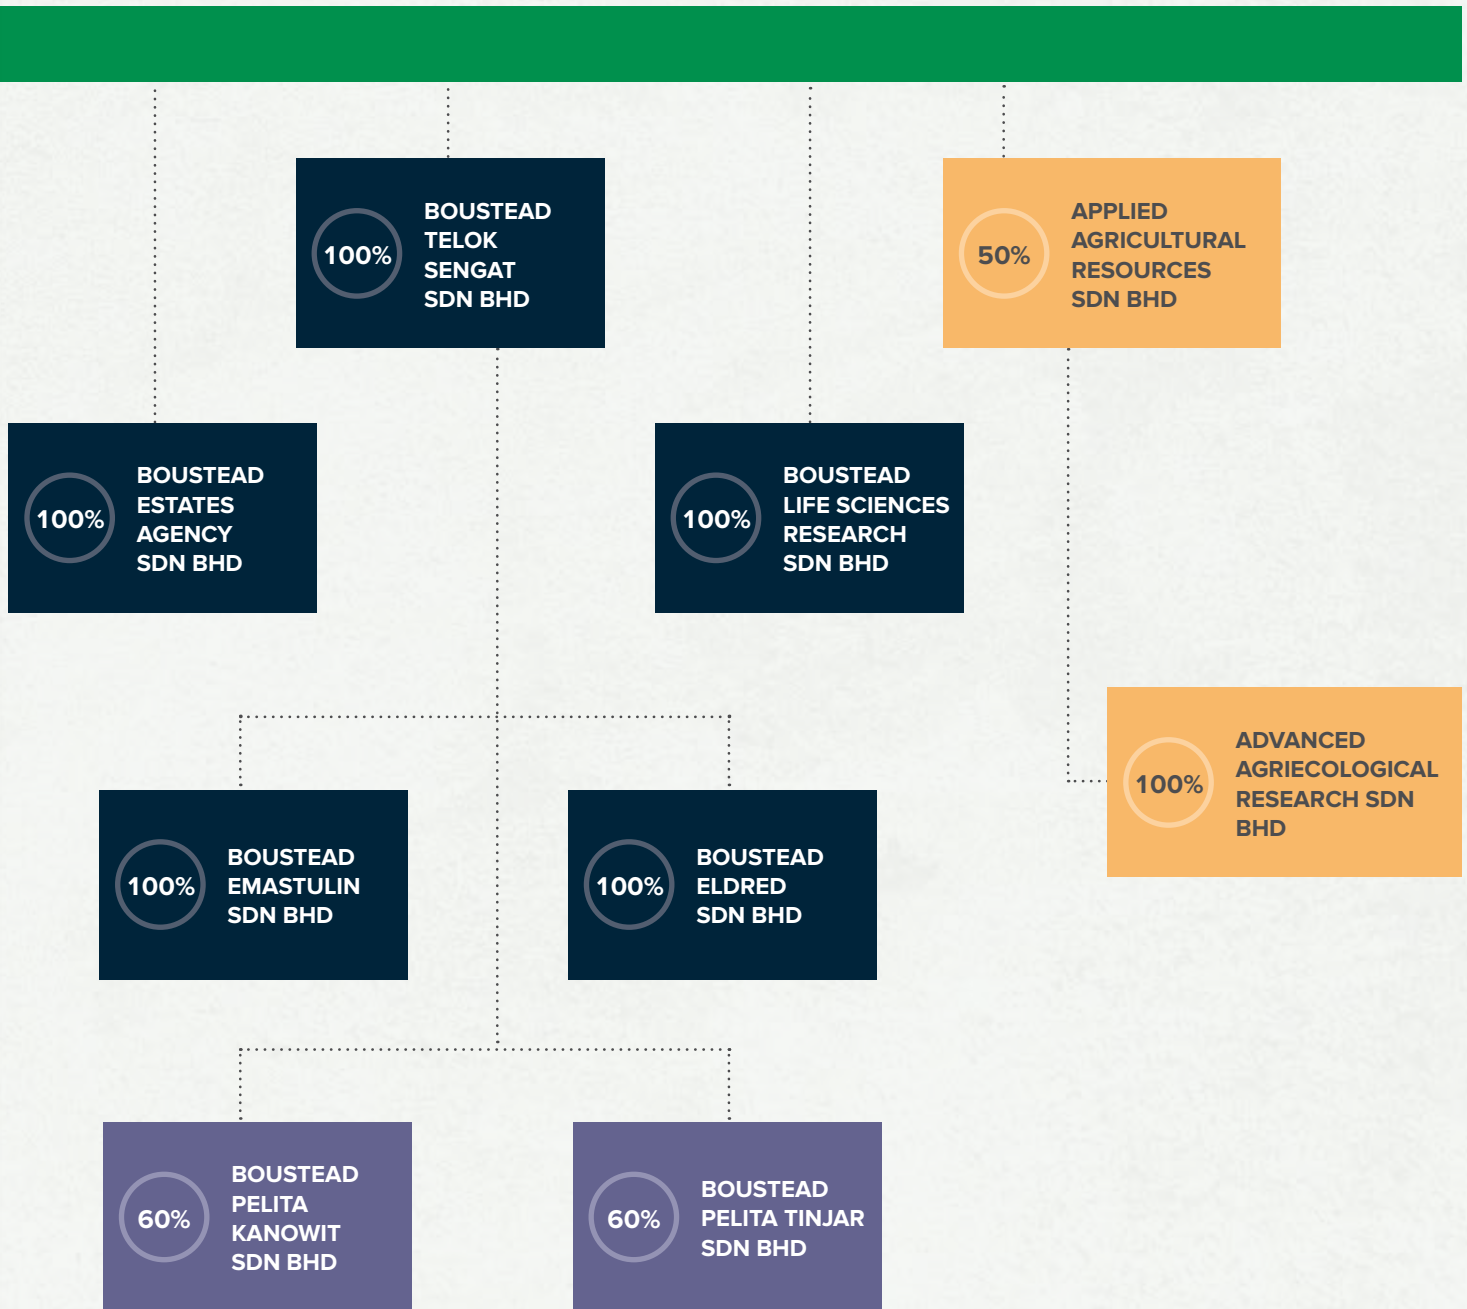 100%
BOUSTEAD
TELOK
SENGAT
SDN BHD
50%
APPLIED
AGRICULTURAL
RESOURCES
SDN BHD
100%
BOUSTEAD
ESTATES
AGENCY
SDN BHD
100%
BOUSTEAD
LIFE SCIENCES
RESEARCH
SDN BHD
100%
ADVANCED
AGRIECOLOGICAL
RESEARCH SDN
BHD
100%
BOUSTEAD
EMASTULIN
SDN BHD
100%
BOUSTEAD
ELDRED
SDN BHD
60%
BOUSTEAD
PELITA
KANOWIT
SDN BHD
60%
BOUSTEAD
PELITA TINJAR
SDN BHD